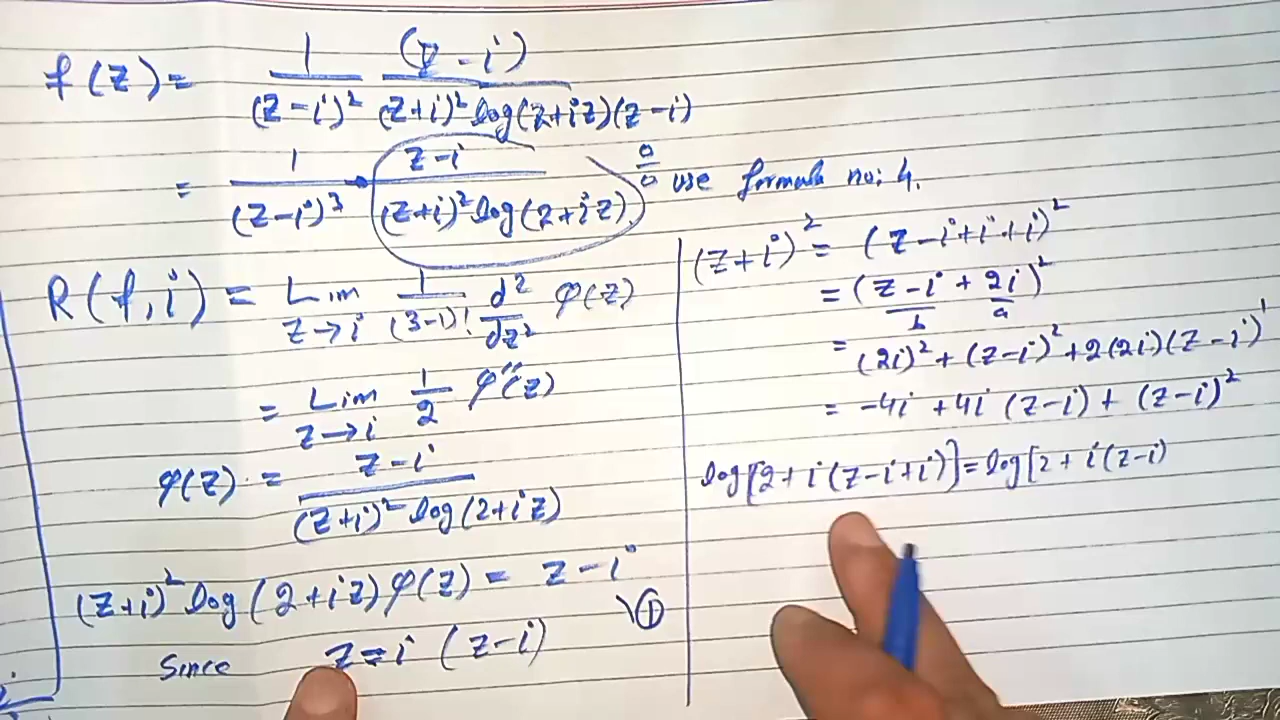 f(z) = 1/(z-i)² (z-i)/((z+i)² log(2+iz)(z-i))
= 1/(z-i)³ · z-i/((z+i)² log(2+iz)) 0/0 use formula no: 4.
R(f,i) = Lim z→i 1/(3-1)! d²/dz² φ(z)
= Lim z→i 1/2 φ''(z)
φ(z) = z-i/((z+i)² log(2+iz))
(z+i)² log(2+iz) φ(z) = z-i ①
Since z=i (z-i)
(z+i)² = (z-i+i+i)²
= (z-i + 2i)²
b a
= (2i)² + (z-i)² + 2(2i)(z-i)¹
= -4i + 4i (z-i) + (z-i)²
log[2+i(z-i+i)] = log[2+i(z-i)